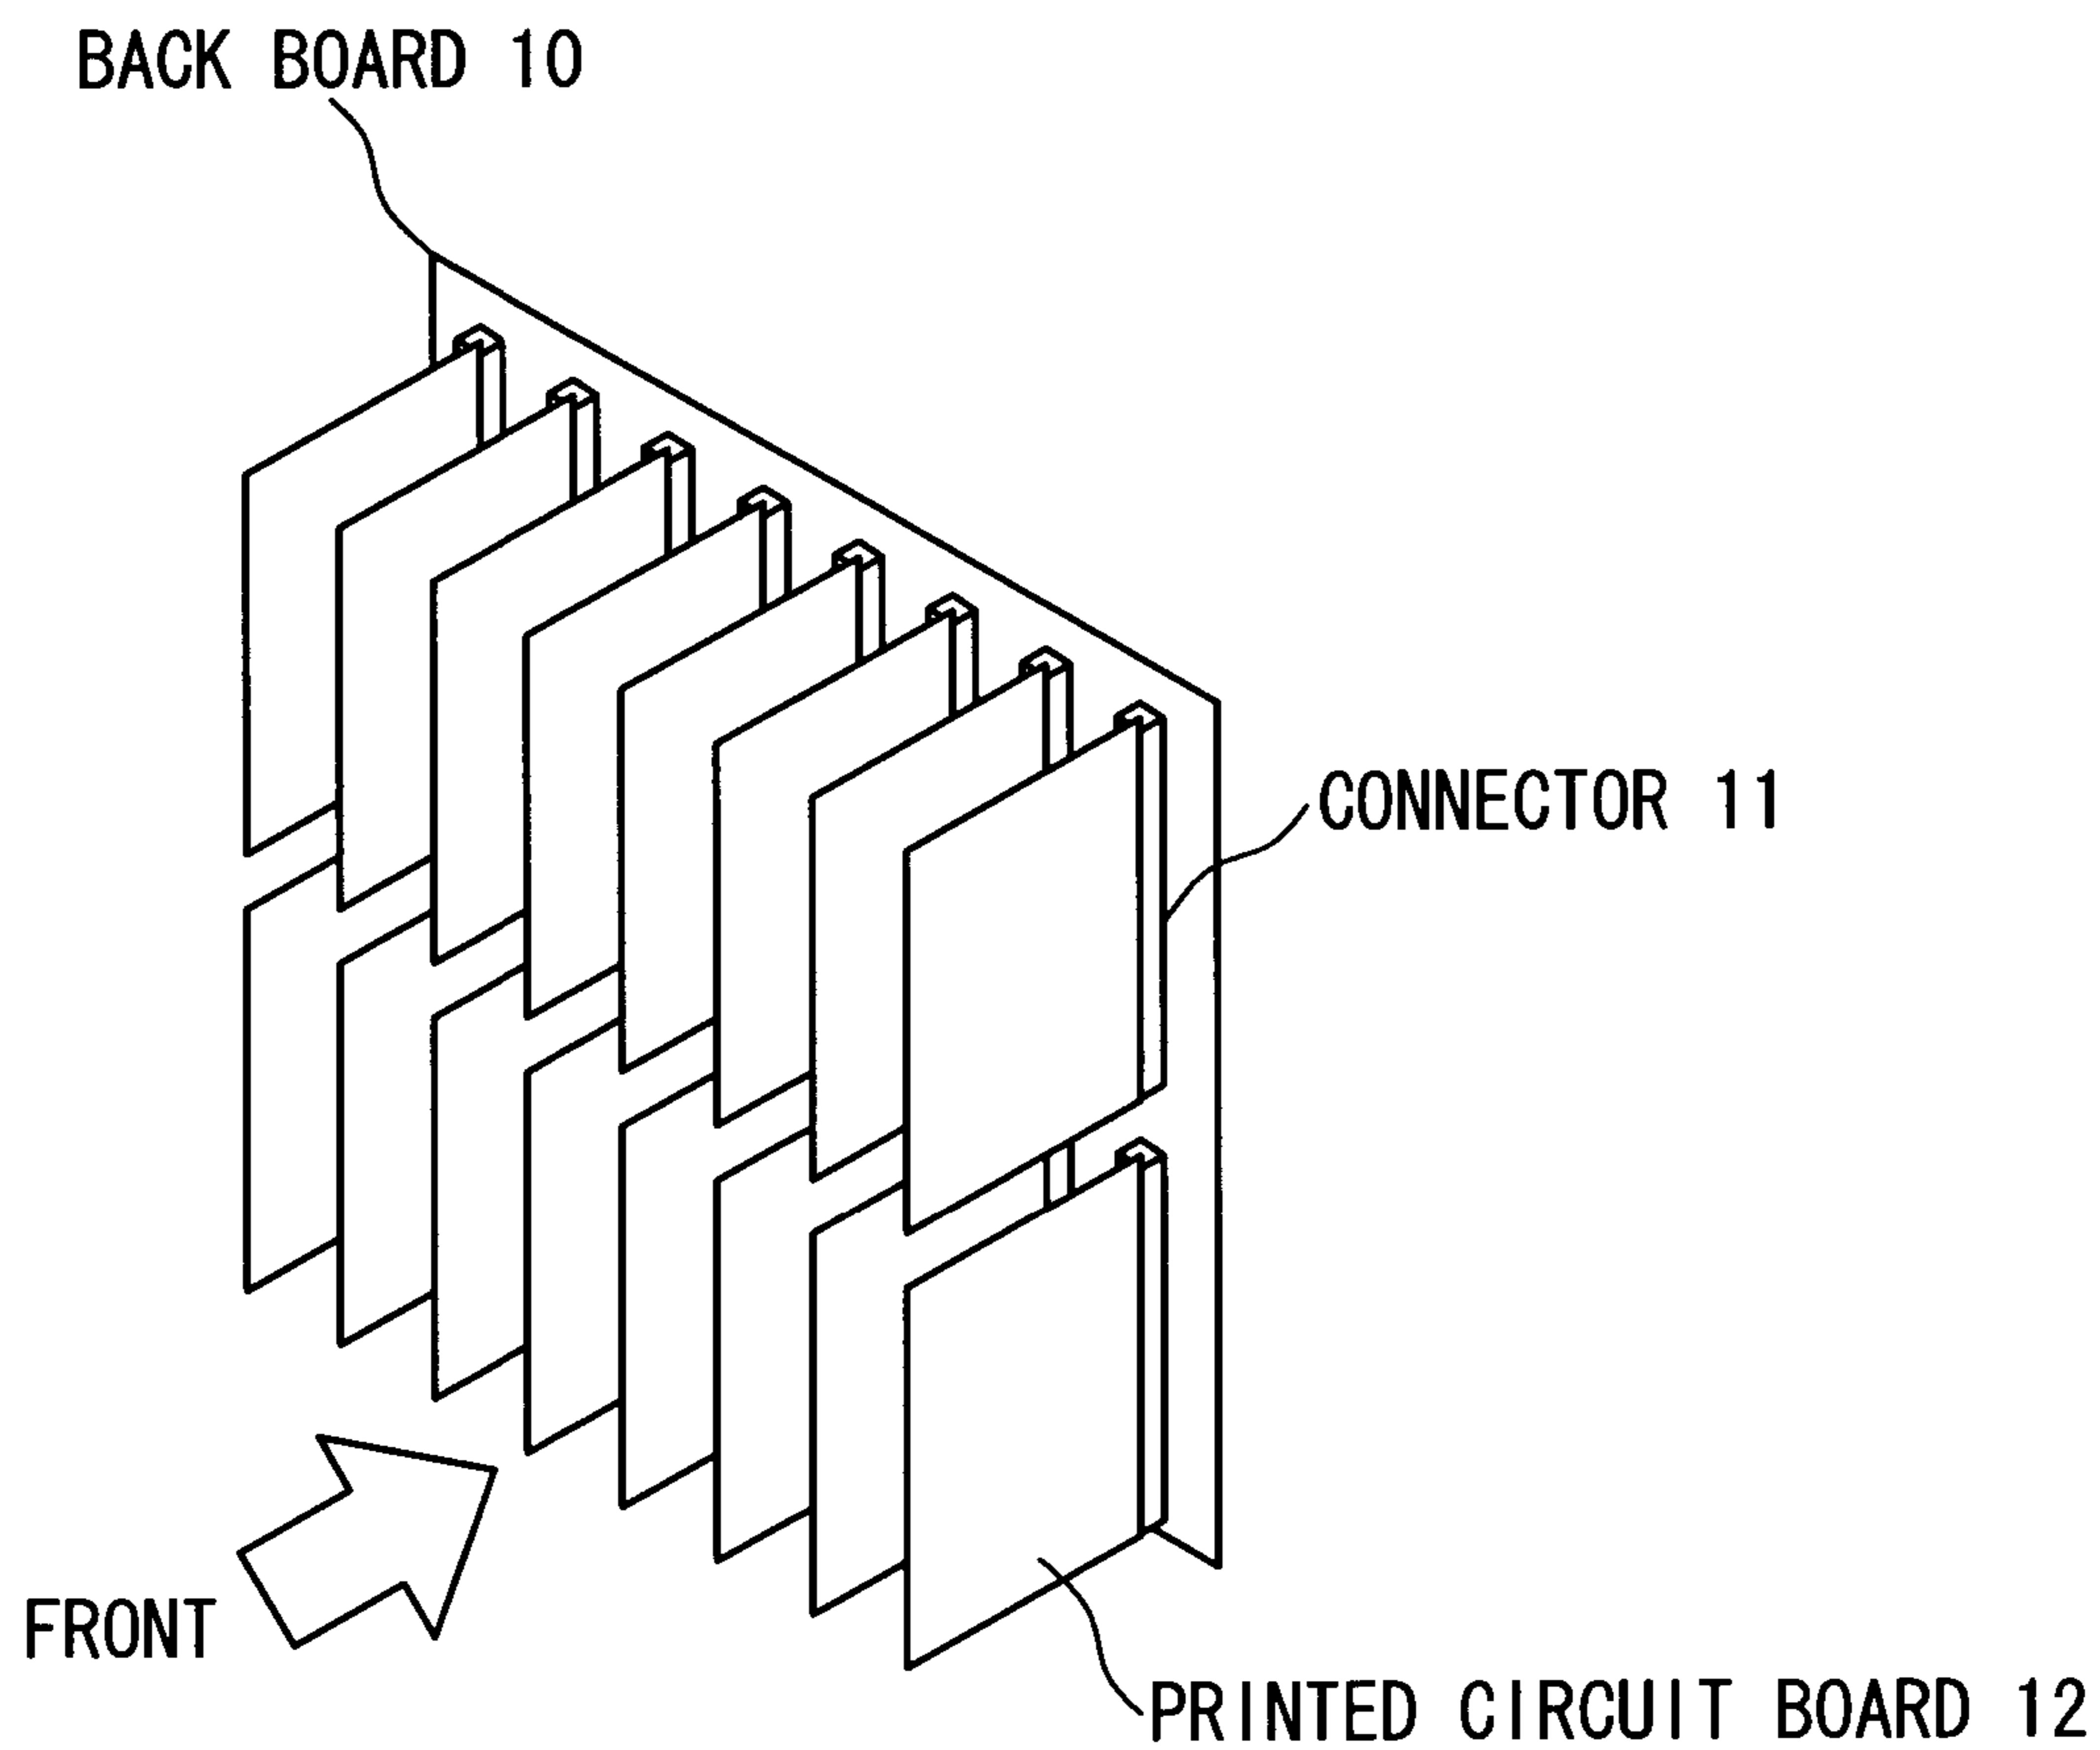 BACK BOARD 10
CONNECTOR 11
FRONT
PRINTED CIRCUIT BOARD 12